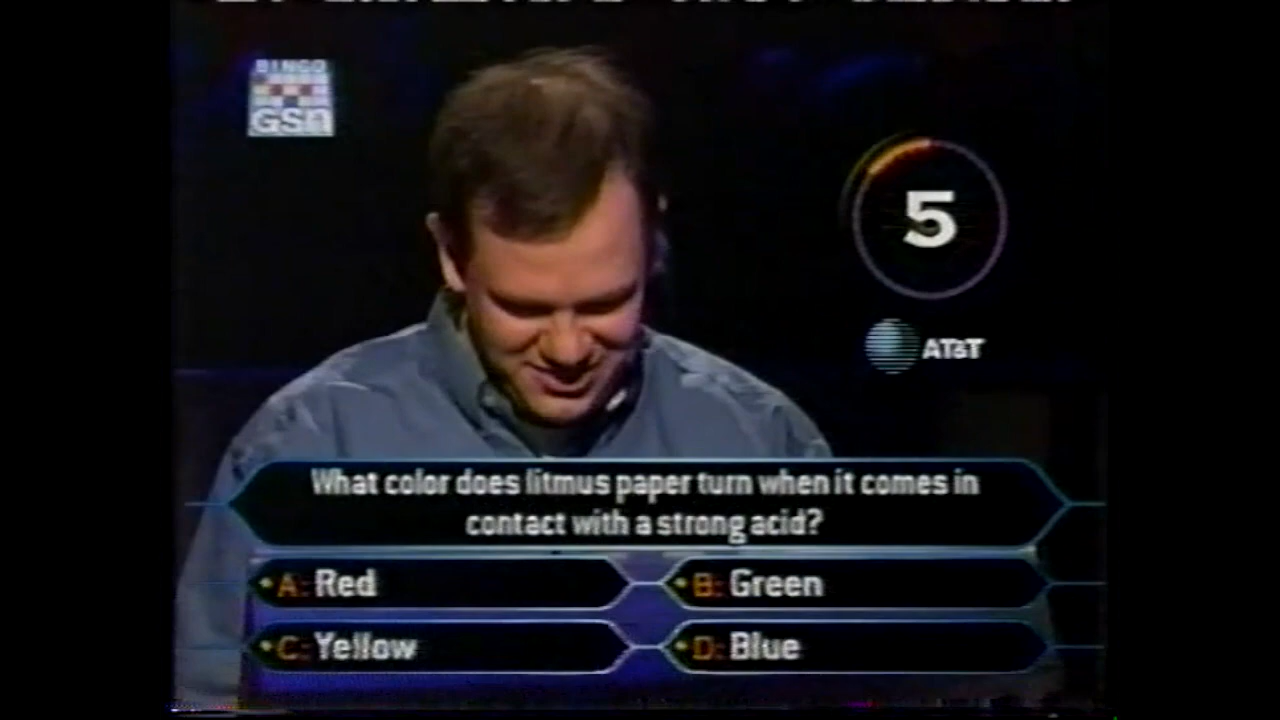 BINGO
GSN
5
AT&T
What color does litmus paper turn when it comes in
contact with a strong acid?
A: Red
B: Green
C: Yellow
D: Blue